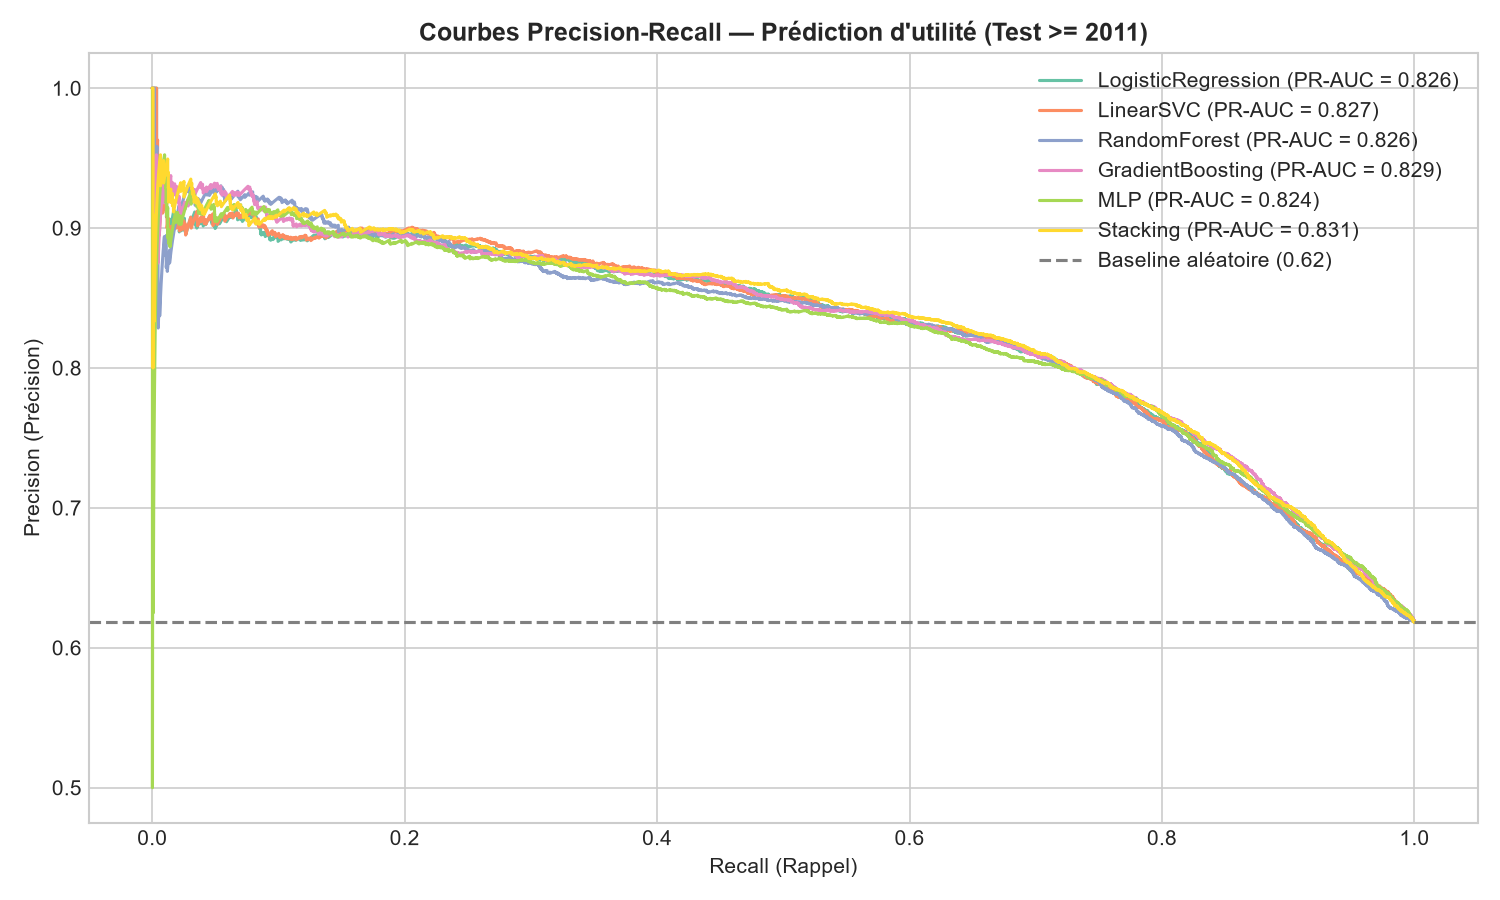 Courbes Precision-Recall — Prédiction d'utilité (Test >= 2011)
LogisticRegression (PR-AUC = 0.826)
LinearSVC (PR-AUC = 0.827)
RandomForest (PR-AUC = 0.826)
GradientBoosting (PR-AUC = 0.829)
MLP (PR-AUC = 0.824)
Stacking (PR-AUC = 0.831)
Baseline aléatoire (0.62)
Precision (Précision)
1.0
0.9
0.8
0.7
0.6
0.5
0.0 0.2 0.4 0.6 0.8 1.0
Recall (Rappel)